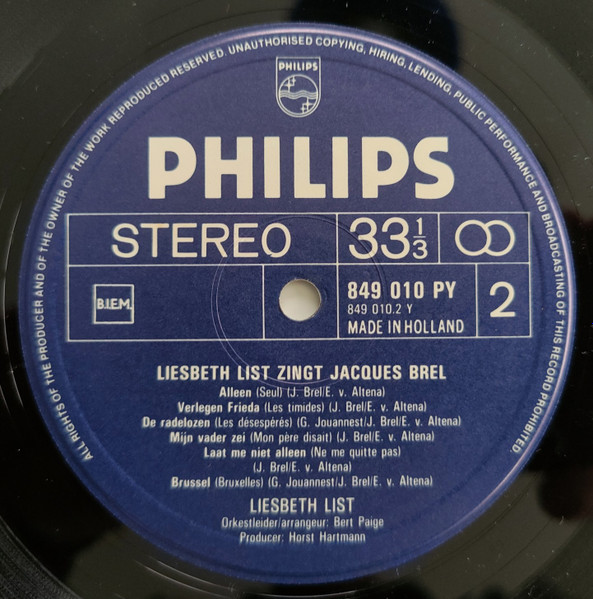 ALL RIGHTS OF THE PRODUCER AND OF THE OWNER OF THE WORK REPRODUCED RESERVED. UNAUTHORISED COPYING, HIRING, LENDING, PUBLIC PERFORMANCE AND BROADCASTING OF THIS RECORD PROHIBITED
PHILIPS
PHILIPS
STEREO 33 1/3
B.I.E.M. 849 010 PY 2
849 010.2 Y
MADE IN HOLLAND
LIESBETH LIST ZINGT JACQUES BREL
Alleen (Seul) (J. Brel/E. v. Altena)
Verlegen Frieda (Les timides) (J. Brel/E. v. Altena)
De radelozen (Les désespérés) (G. Jouannest/J. Brel/E. v. Altena)
Mijn vader zei (Mon père disait) (J. Brel/E. v. Altena)
Laat me niet alleen (Ne me quitte pas)
(J. Brel/E. v. Altena)
Brussel (Bruxelles) (G. Jouannest/J. Brel/E. v. Altena)
LIESBETH LIST
Orkestleider/arrangeur: Bert Paige
Producer: Horst Hartmann